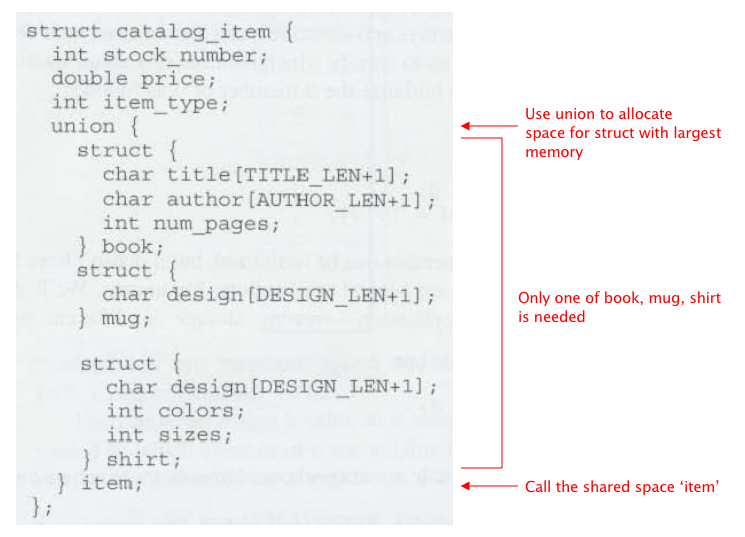 struct catalog_item {
int stock_number;
double price;
int item_type;
union {
struct {
char title[TITLE_LEN+1];
char author[AUTHOR_LEN+1];
int num_pages;
} book;
struct {
char design[DESIGN_LEN+1];
} mug;
struct {
char design[DESIGN_LEN+1];
int colors;
int sizes;
} shirt;
} item;
};
Use union to allocate
space for struct with largest
memory
Only one of book, mug, shirt
is needed
Call the shared space ‘item’